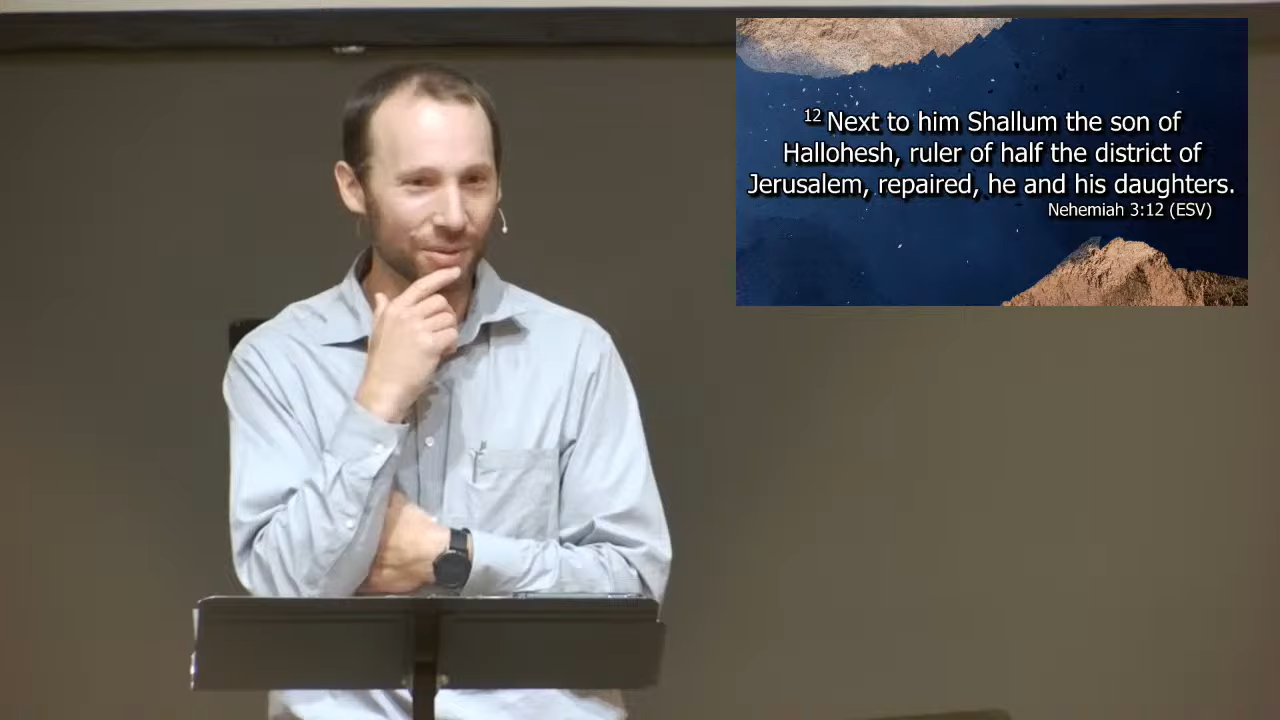 12 Next to him Shallum the son of
Hallohesh, ruler of half the district of
Jerusalem, repaired, he and his daughters.
Nehemiah 3:12 (ESV)